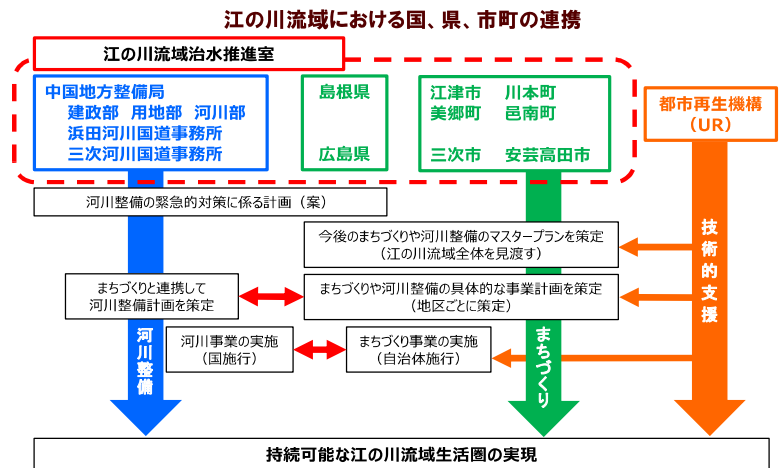 江の川流域における国、県、市町の連携
江の川流域治水推進室
中国地方整備局
建政部 用地部 河川部
浜田河川国道事務所
三次河川国道事務所
島根県
広島県
江津市 川本町
美郷町 邑南町
三次市 安芸高田市
都市再生機構
（UR）
河川整備の緊急的対策に係る計画（案）
今後のまちづくりや河川整備のマスタープランを策定
（江の川流域全体を見渡す）
まちづくりと連携して
河川整備計画を策定
まちづくりや河川整備の具体的な事業計画を策定
（地区ごとに策定）
河川事業の実施
（国施行）
まちづくり事業の実施
（自治体施行）
河川整備
まちづくり
技術的支援
持続可能な江の川流域生活圏の実現